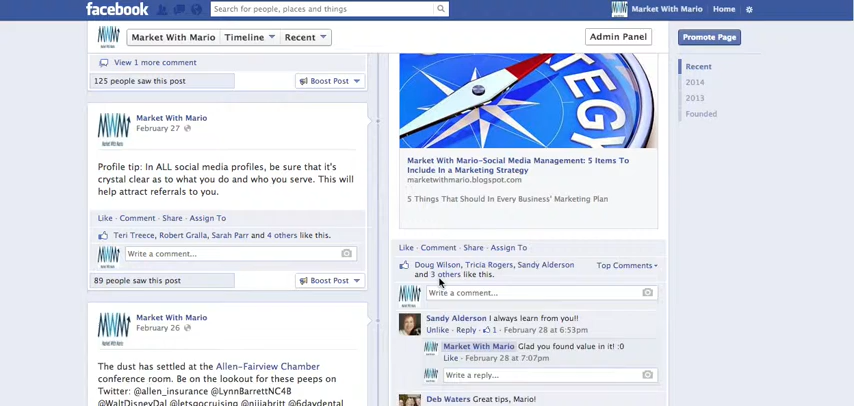 facebook
Search for people, places and things
Market With Mario Home
Market With Mario Timeline Recent
Admin Panel
Promote Page
Recent
2014
2013
Founded
View 1 more comment
125 people saw this post
Boost Post
MWM
Market With Mario
February 27
Profile tip: In ALL social media profiles, be sure that it's
crystal clear as to what you do and who you serve. This will
help attract referrals to you.
Like · Comment · Share · Assign To
Teri Treece, Robert Gralla, Sarah Parr and 4 others like this.
Write a comment...
89 people saw this post
Boost Post
MWM
Market With Mario
February 26
The dust has settled at the Allen-Fairview Chamber
conference room. Be on the lookout for these peeps on
Twitter: @allen_insurance @LynnBarrettNC4B
@WaltDisneyDal @letsgocruising @nijjabritt @6daydental
TEGY
Market With Mario-Social Media Management: 5 Items To
Include In a Marketing Strategy
marketwithmario.blogspot.com
5 Things That Should In Every Business' Marketing Plan
Like · Comment · Share · Assign To
Doug Wilson, Tricia Rogers, Sandy Alderson
and 3 others like this.
Top Comments
Write a comment...
Sandy Alderson I always learn from you!!
Unlike · Reply · 1 · February 28 at 6:53pm
Market With Mario Glad you found value in it! :0
Like · February 28 at 7:07pm
Write a reply...
Deb Waters Great tips, Mario!